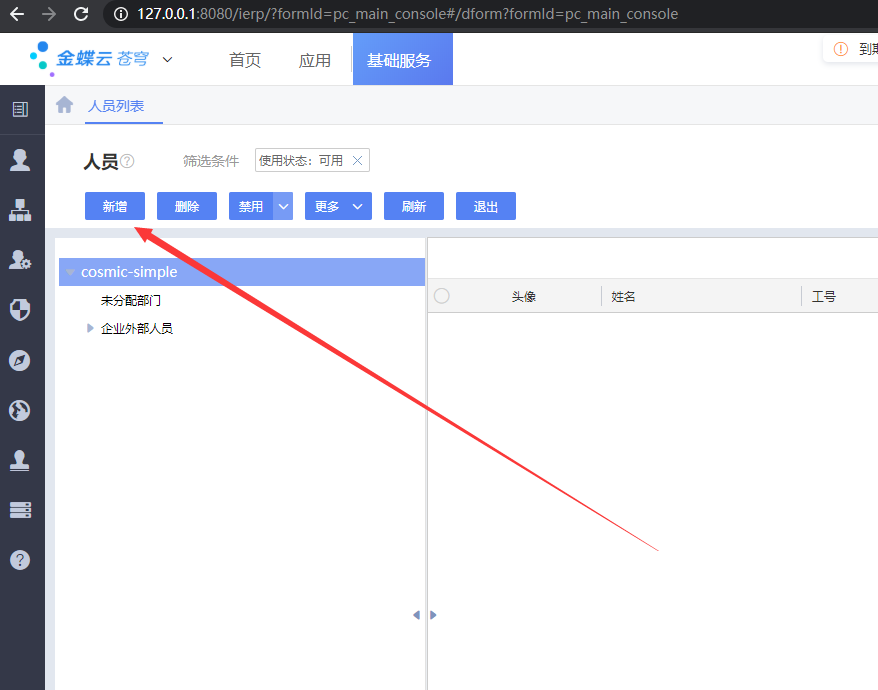 127.0.0.1:8080/ierp/?formId=pc_main_console#/dform?formId=pc_main_console
金蝶云 苍穹 首页 应用 基础服务 到期
人员列表
人员 筛选条件 使用状态：可用
新增 删除 禁用 更多 刷新 退出
cosmic-simple
未分配部门
企业外部人员
头像 姓名 工号